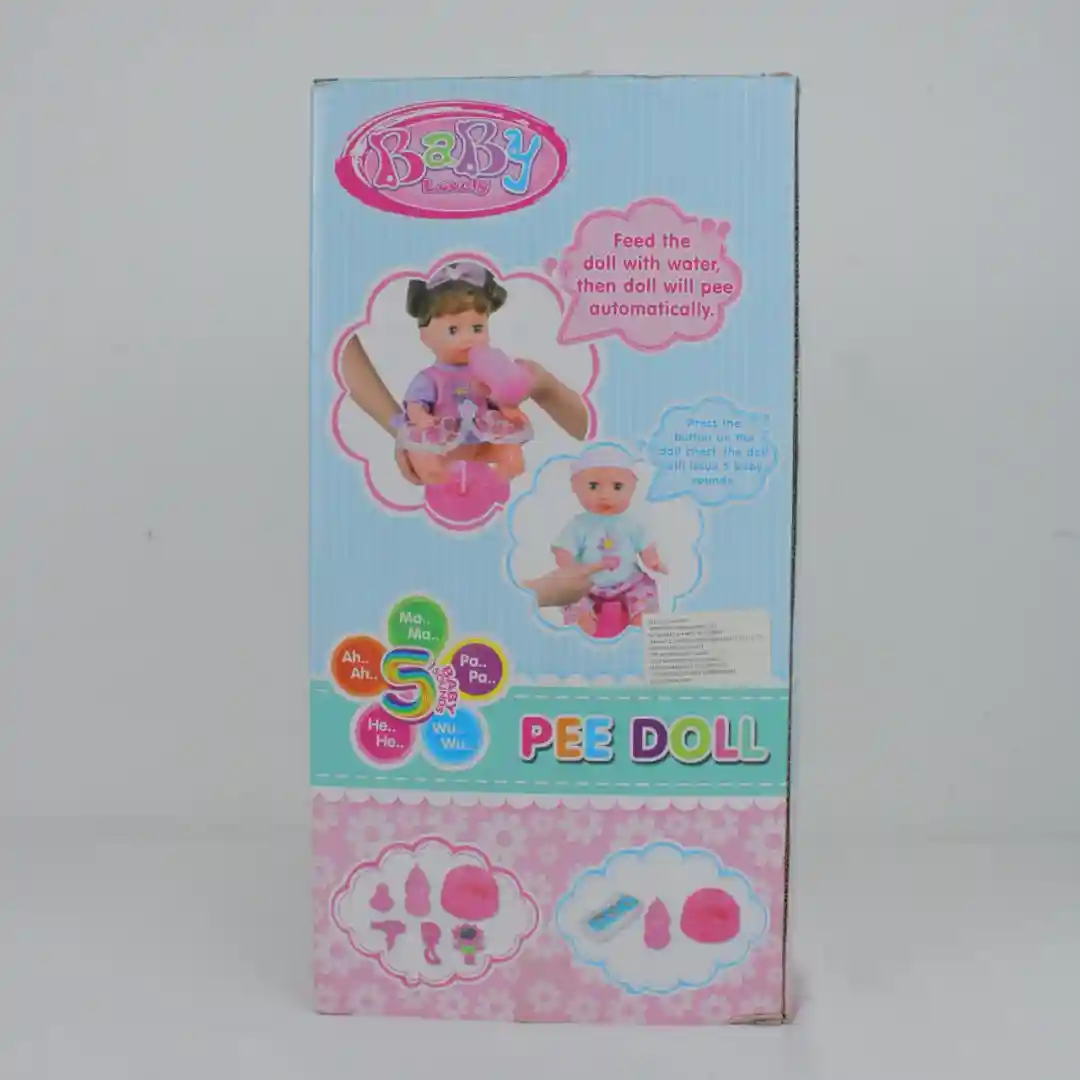 BaBy
Lovely
Feed the
doll with water,
then doll will pee
automatically.
Press the
button on the
doll chest, the doll
will issue 5 baby
sounds
Ma..
Ma..
Ah..
Ah..
5
BABY
SOUNDS
Pa..
Pa..
He..
He..
Wu..
Wu..
PEE DOLL